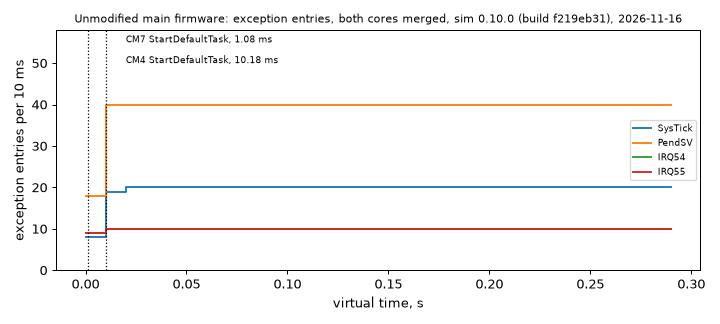 Unmodified main firmware: exception entries, both cores merged, sim 0.10.0 (build f219eb31), 2026-11-16
CM7 StartDefaultTask, 1.08 ms
CM4 StartDefaultTask, 10.18 ms
exception entries per 10 ms
50
40
30
20
10
0
SysTick
PendSV
IRQ54
IRQ55
0.00
0.05
0.10
0.15
0.20
0.25
0.30
virtual time, s